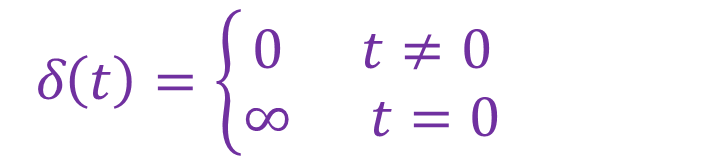 δ(t) = { 0 t ≠ 0
∞ t = 0